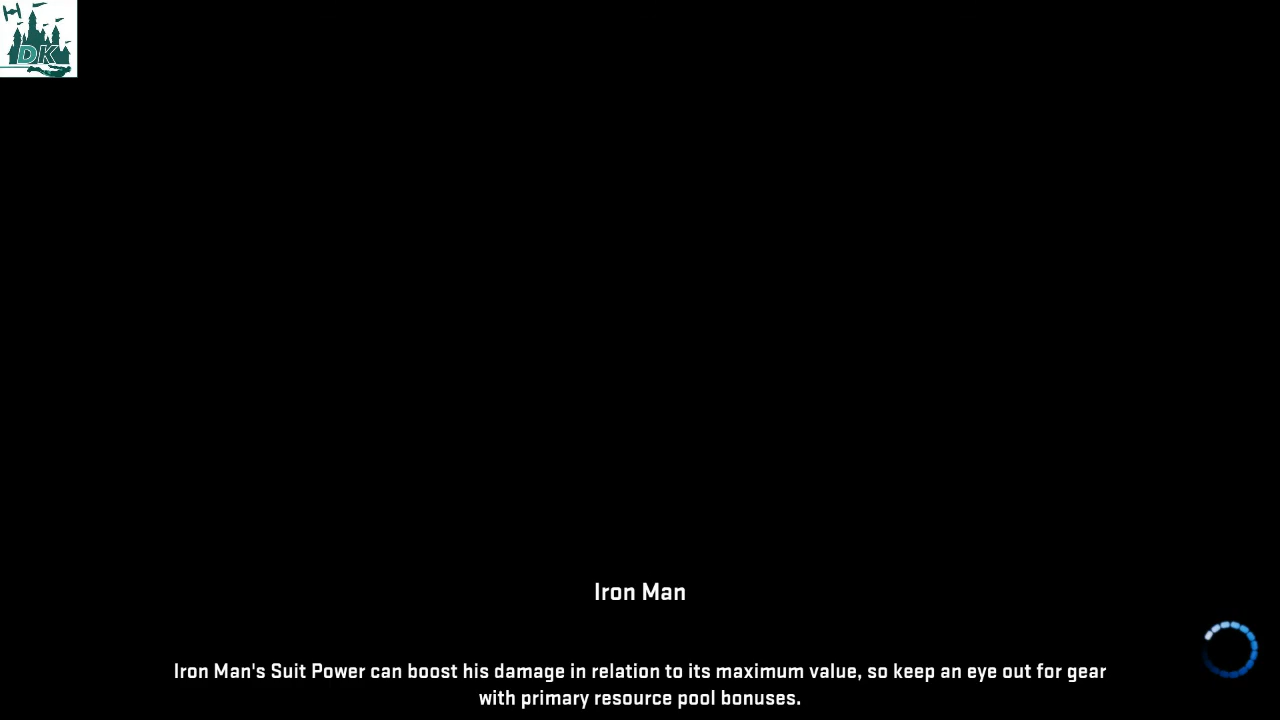 DK
Iron Man
Iron Man's Suit Power can boost his damage in relation to its maximum value, so keep an eye out for gear
with primary resource pool bonuses.